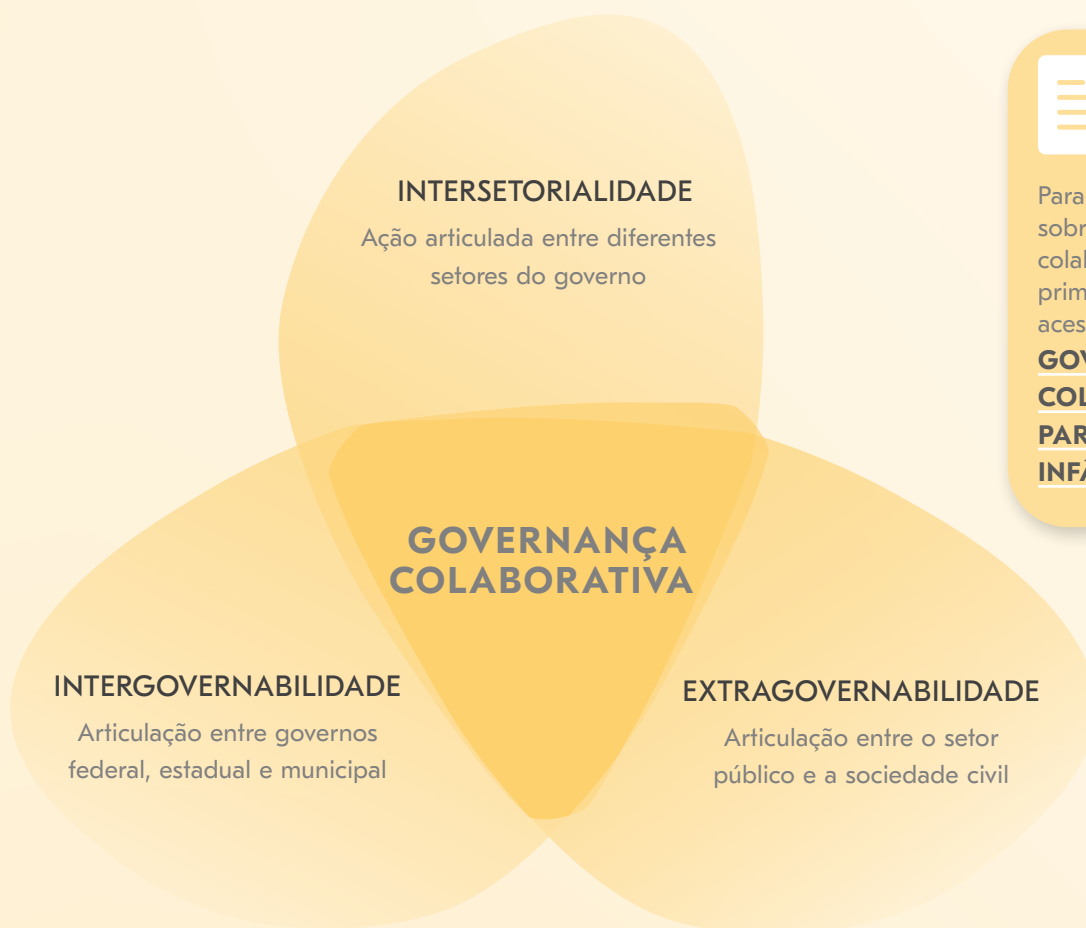 INTERSETORIALIDADE
Ação articulada entre diferentes
setores do governo
GOVERNANÇA
COLABORATIVA
INTERGOVERNABILIDADE
Articulação entre governos
federal, estadual e municipal
EXTRAGOVERNABILIDADE
Articulação entre o setor
público e a sociedade civil
Para